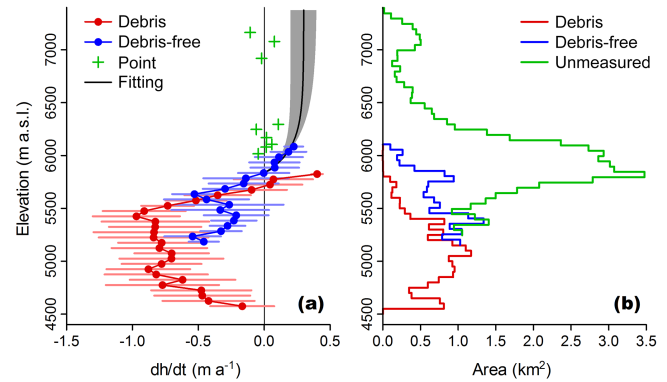 Debris
Debris-free
Point
Fitting
Elevation (m a.s.l.)
7000
6500
6000
5500
5000
4500
-1.5
-1.0
-0.5
0.0
0.5
dh/dt (m a-1)
(a)
Debris
Debris-free
Unmeasured
7000
6500
6000
5500
5000
4500
0.0
0.5
1.0
1.5
2.0
2.5
3.0
3.5
Area (km2)
(b)